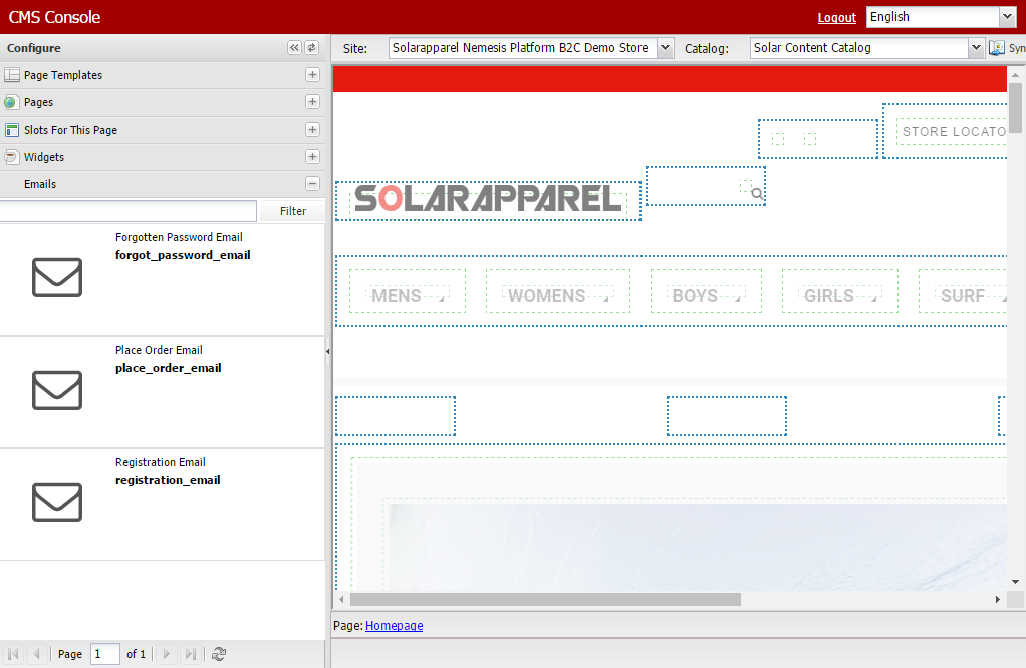 CMS Console
Logout
English
Configure
Page Templates
Pages
Slots For This Page
Widgets
Emails
Filter
Forgotten Password Email
forgot_password_email
Place Order Email
place_order_email
Registration Email
registration_email
Page 1 of 1
Site: Solarapparel Nemesis Platform B2C Demo Store Catalog: Solar Content Catalog Syn
STORE LOCATO
SOLARAPPAREL
MENS WOMENS BOYS GIRLS SURF
Page: Homepage